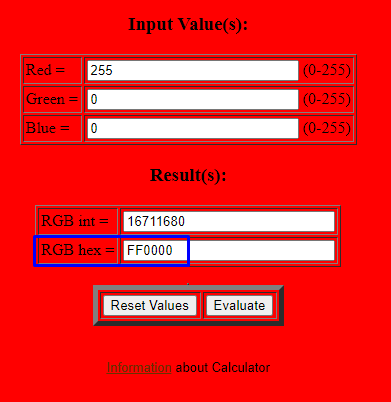 Input Value(s):
Red = 255 (0-255)
Green = 0 (0-255)
Blue = 0 (0-255)
Result(s):
RGB int = 16711680
RGB hex = FF0000
Reset Values Evaluate
Information about Calculator